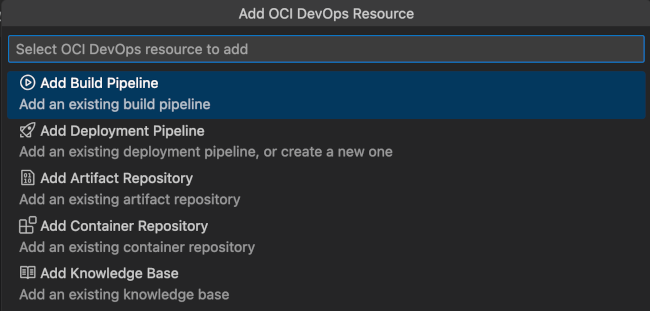 Add OCI DevOps Resource
Select OCI DevOps resource to add
Add Build Pipeline
Add an existing build pipeline
Add Deployment Pipeline
Add an existing deployment pipeline, or create a new one
Add Artifact Repository
Add an existing artifact repository
Add Container Repository
Add an existing container repository
Add Knowledge Base
Add an existing knowledge base